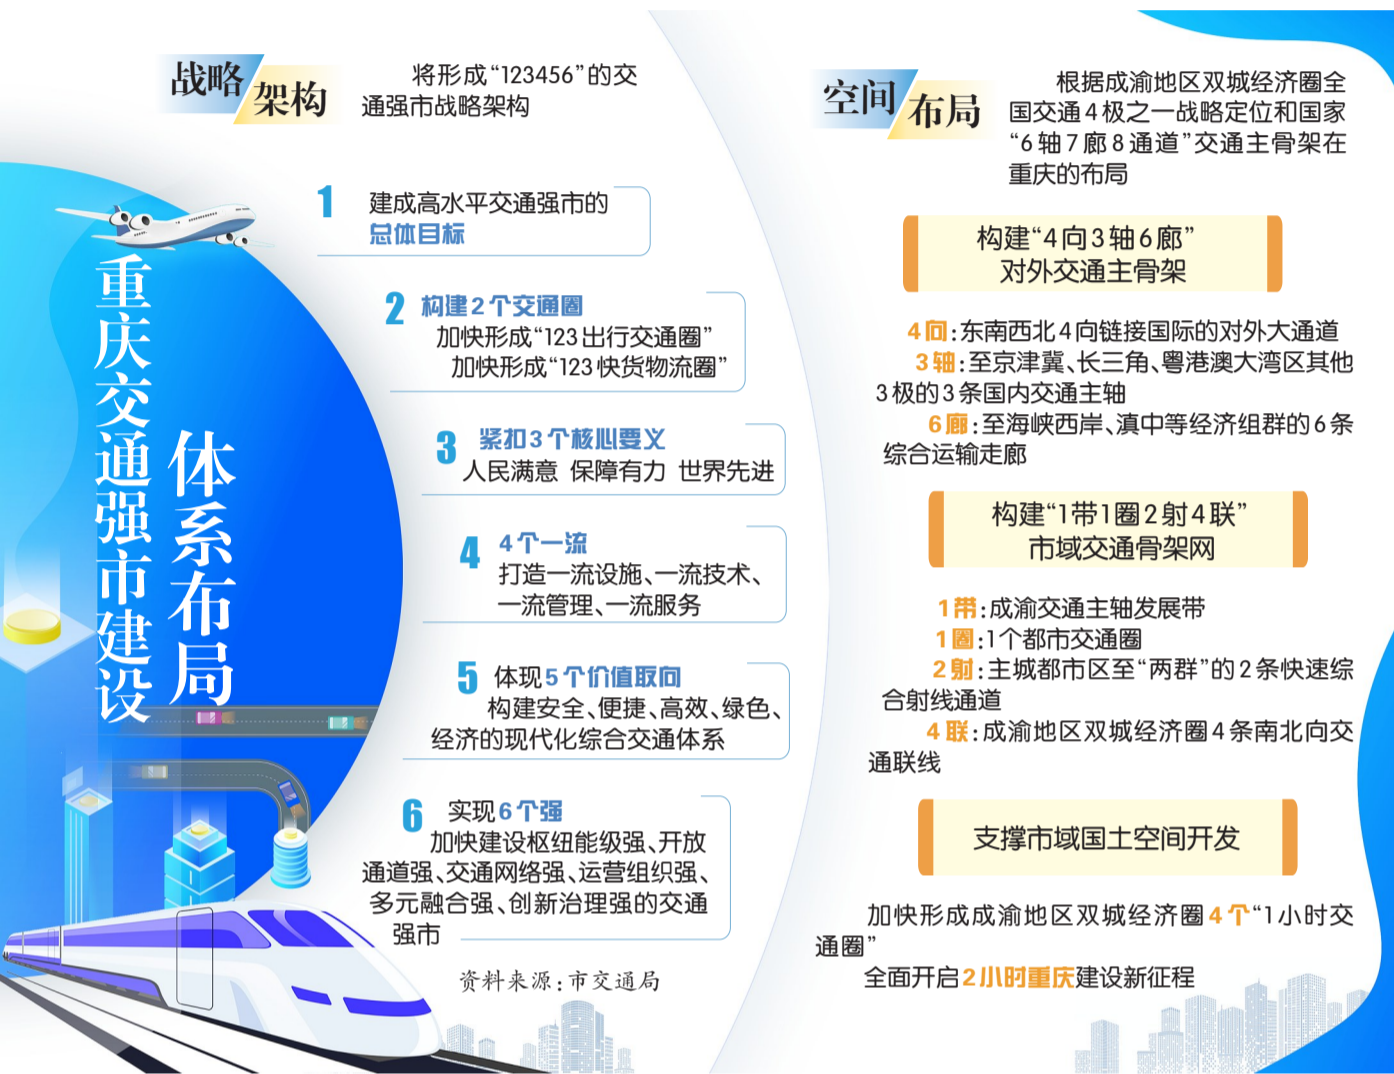 重庆交通强市建设
体系布局
战略架构
将形成“123456”的交
通强市战略架构
1
建成高水平交通强市的
总体目标
2 构建2个交通圈
加快形成“123出行交通圈”
加快形成“123快货物流圈”
3 紧扣3个核心要义
人民满意 保障有力 世界先进
4 4个一流
打造一流设施、一流技术、
一流管理、一流服务
5 体现5个价值取向
构建安全、便捷、高效、绿色、
经济的现代化综合交通体系
6 实现6个强
加快建设枢纽能级强、开放
通道强、交通网络强、运营组织强、
多元融合强、创新治理强的交通
强市
资料来源:市交通局
空间布局
根据成渝地区双城经济圈全
国交通4极之一战略定位和国家
“6轴7廊8通道”交通主骨架在
重庆的布局
构建“4向3轴6廊”
对外交通主骨架
4向:东南西北4向链接国际的对外大通道
3轴:至京津冀、长三角、粤港澳大湾区其他
3极的3条国内交通主轴
6廊:至海峡西岸、滇中等经济组群的6条
综合运输走廊
构建“1带1圈2射4联”
市域交通骨架网
1带:成渝交通主轴发展带
1圈:1个都市交通圈
2射:主城都市区至“两群”的2条快速综
合射线通道
4联:成渝地区双城经济圈4条南北向交
通联线
支撑市域国土空间开发
加快形成成渝地区双城经济圈4个“1小时交
通圈”
全面开启2小时重庆建设新征程